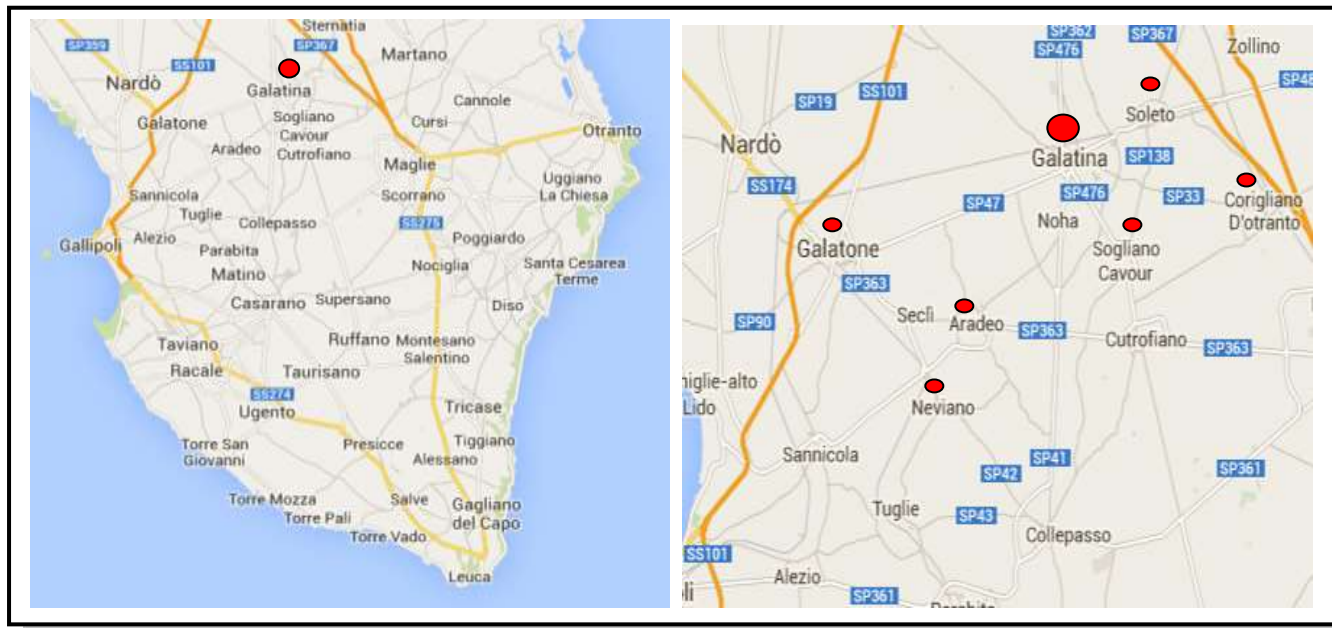 Sternatia
SP359
SP367
Martano
SS101
Nardò
Galatina
Cannole
Galatone
Sogliano
Cavour
Cursi
Otranto
Aradeo
Cutrofiano
Maglie
Uggiano
La Chiesa
Sannicola
Scorrano
Tuglie
Collepasso
SS275
Gallipoli
Alezio
Parabita
Poggiardo
Matino
Nociglia
Santa Cesarea
Terme
Casarano
Supersano
Diso
Taviano
Ruffano
Montesano
Salentino
Racale
Taurisano
SS274
Ugento
Tricase
Torre San
Giovanni
Presicce
Tiggiano
Alessano
Torre Mozza
Salve
Gagliano
del Capo
Torre Pali
Torre Vado
Leuca
SP362
SP367
SP476
Zollino
SP48
SS101
SP19
Soleto
Nardò
Galatina
SP138
SS174
SP476
SP33
Corigliano
D'otranto
SP47
Noha
Galatone
Sogliano
Cavour
SP363
Seclì
Aradeo
SP90
SP363
Cutrofiano
SP363
niglie-alto
Lido
Neviano
Sannicola
SP41
SP361
SP42
Tuglie
SP43
Collepasso
SS101
Alezio
li
SP361